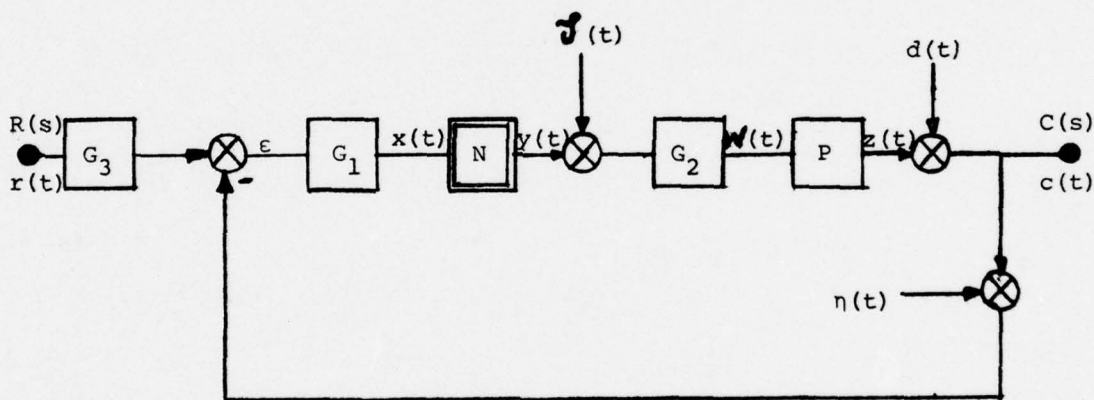 (t)
d(t)
R(s)
G3
r(t)
ε
G1
x(t)
N
y(t)
G2
W(t)
P
z(t)
C(s)
c(t)
-
η(t)